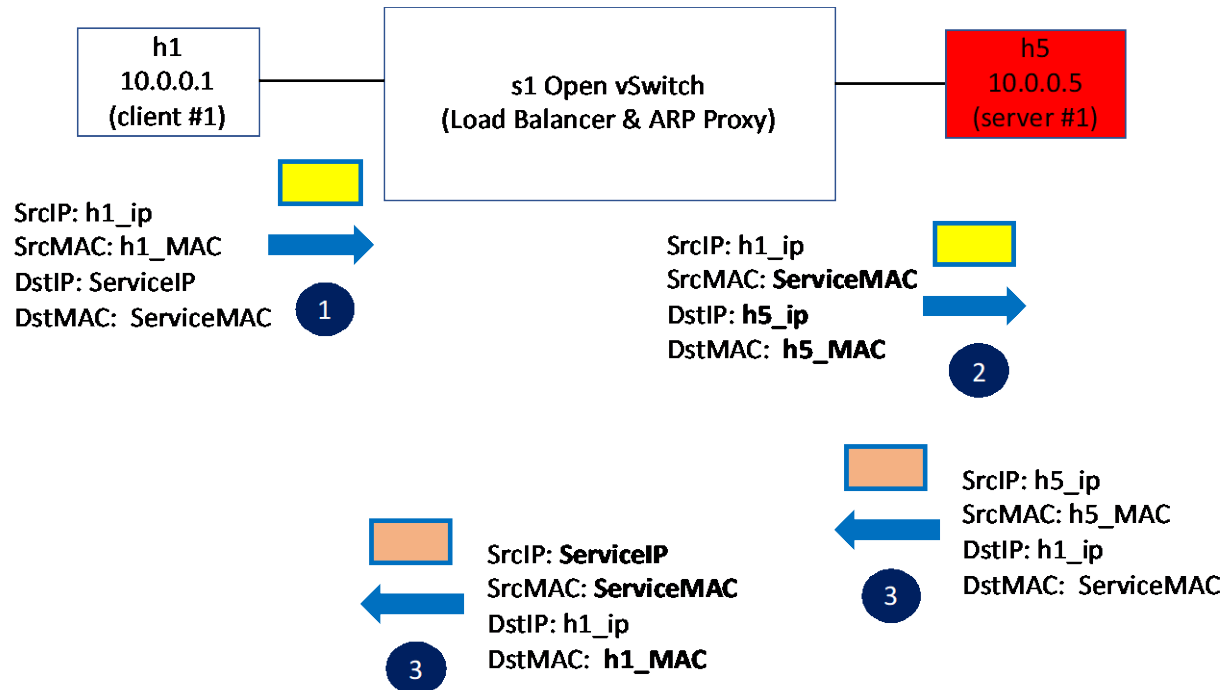 h1
10.0.0.1
(client #1)
s1 Open vSwitch
(Load Balancer & ARP Proxy)
h5
10.0.0.5
(server #1)
SrcIP: h1_ip
SrcMAC: h1_MAC
DstIP: ServiceIP
DstMAC: ServiceMAC
1
SrcIP: h1_ip
SrcMAC: ServiceMAC
DstIP: h5_ip
DstMAC: h5_MAC
2
SrcIP: h5_ip
SrcMAC: h5_MAC
DstIP: h1_ip
DstMAC: ServiceMAC
3
SrcIP: ServiceIP
SrcMAC: ServiceMAC
DstIP: h1_ip
DstMAC: h1_MAC
3